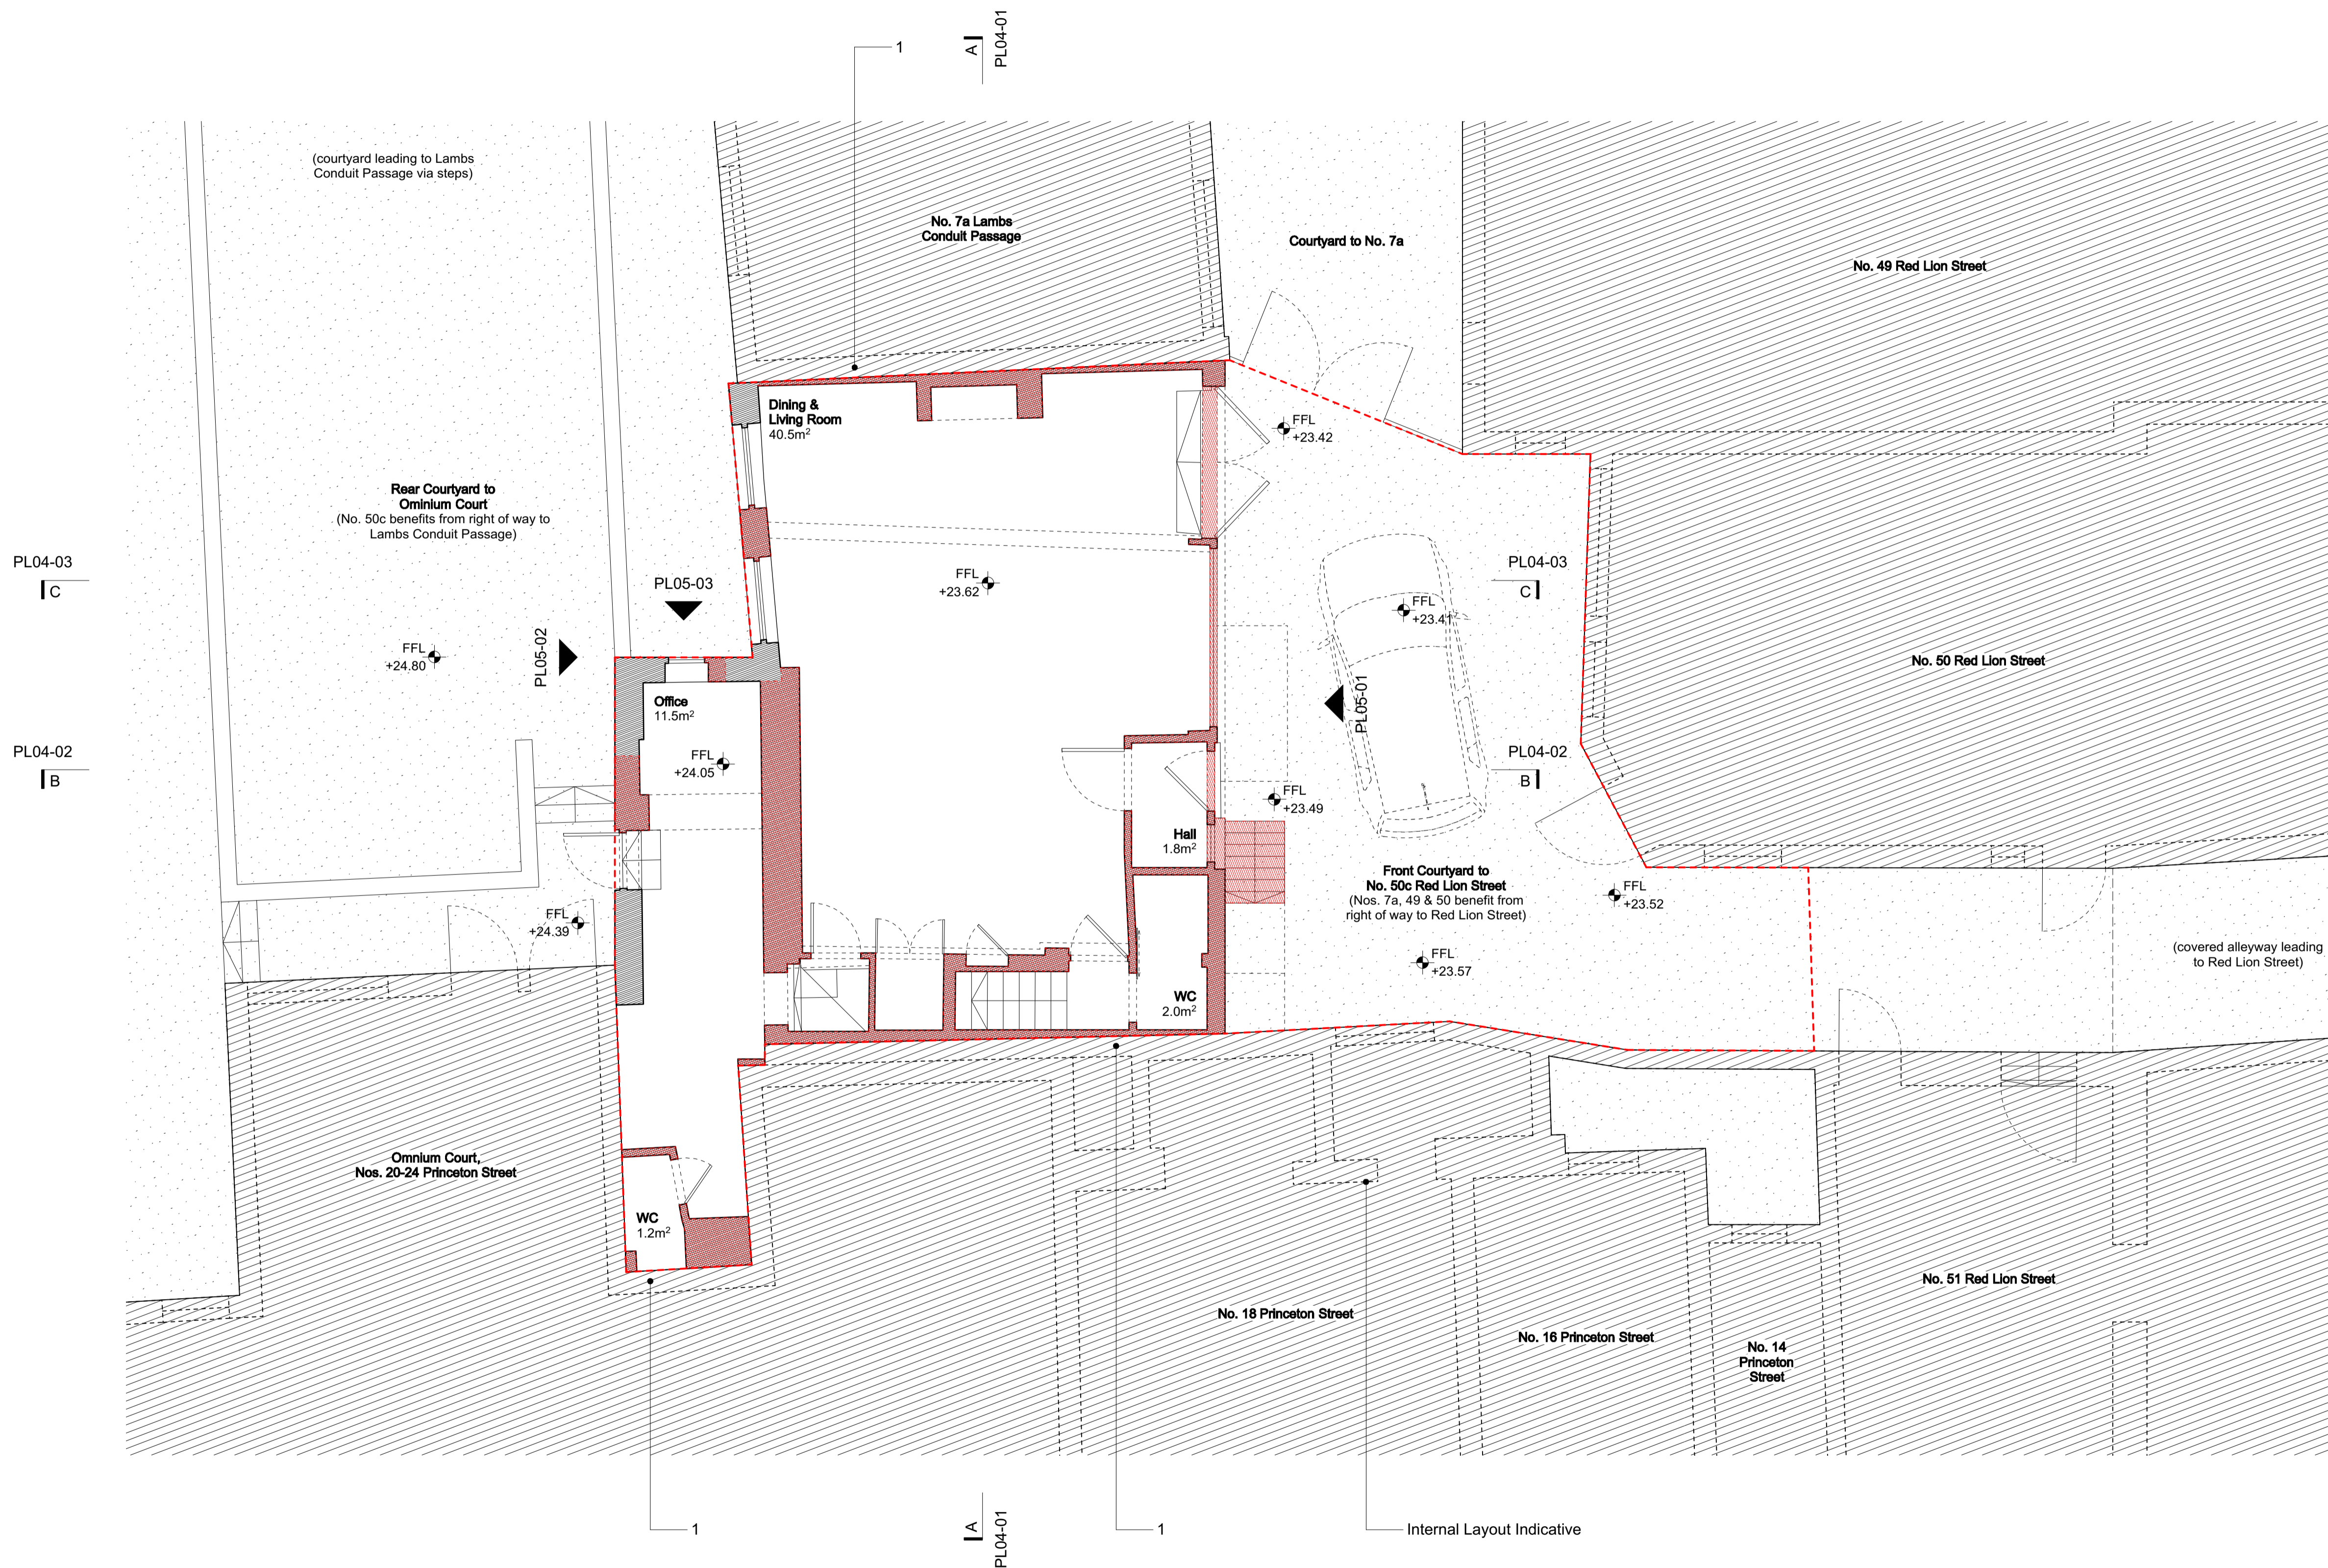 1
A
PL04-01
(courtyard leading to Lambs
Conduit Passage via steps)
No. 7a Lambs
Conduit Passage
Courtyard to No. 7a
No. 49 Red Lion Street
Dining &
Living Room
40.5m²
FFL
+23.42
Rear Courtyard to
Ominium Court
(No. 50c benefits from right of way to
Lambs Conduit Passage)
PL04-03
C
PL05-03
FFL
+23.62
PL04-03
C
FFL
+23.41
FFL
+24.80
PL05-02
No. 50 Red Lion Street
Office
11.5m²
PL05-01
PL04-02
B
FFL
+24.05
PL04-02
B
FFL
+23.49
Hall
1.8m²
Front Courtyard to
No. 50c Red Lion Street
(Nos. 7a, 49 & 50 benefit from
right of way to Red Lion Street)
FFL
+23.52
FFL
+24.39
(covered alleyway leading
to Red Lion Street)
FFL
+23.57
WC
2.0m²
Omnium Court,
Nos. 20-24 Princeton Street
WC
1.2m²
No. 51 Red Lion Street
No. 18 Princeton Street
No. 16 Princeton Street
No. 14
Princeton
Street
1
A
PL04-01
1
Internal Layout Indicative